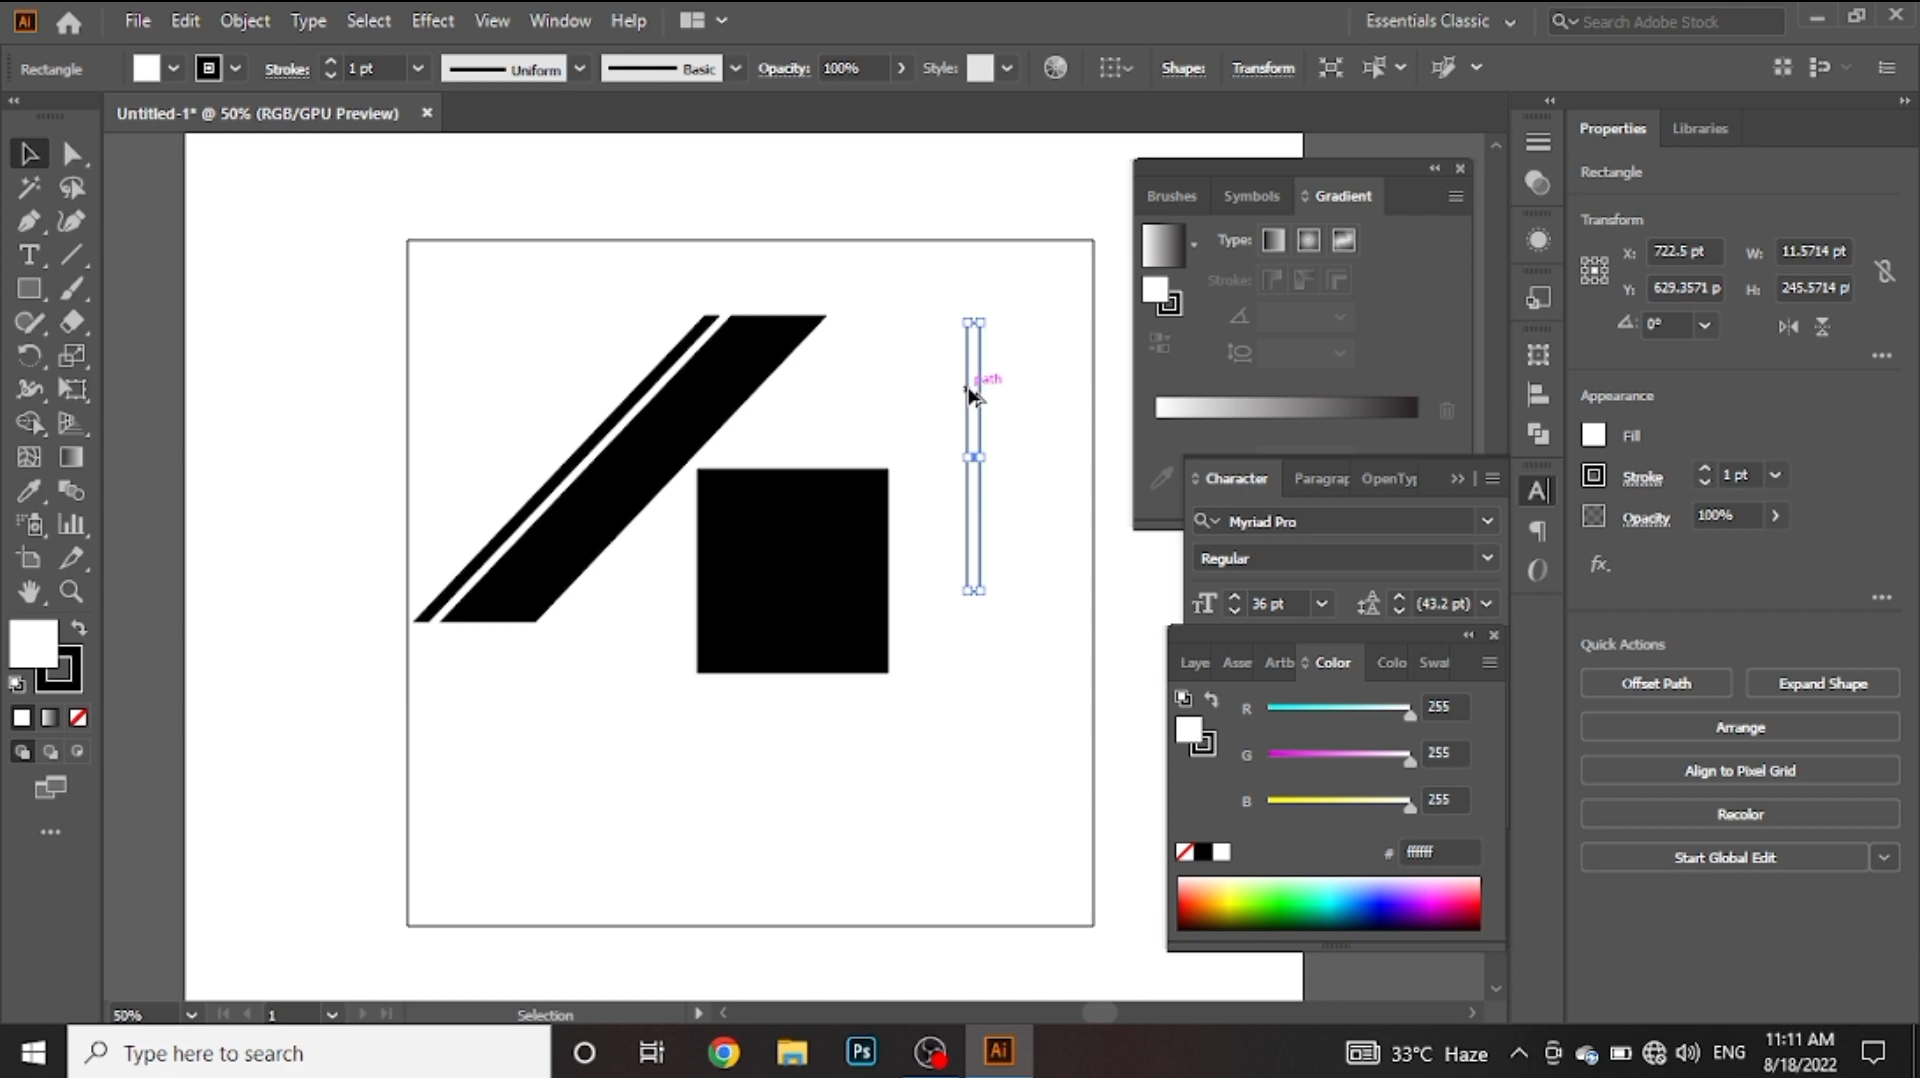 Ai File Edit Object Type Select Effect View Window Help Essentials Classic Search Adobe Stock
Rectangle Stroke: 1 pt Uniform Basic Opacity: 100% Style: Shape: Transform
Untitled-1* @ 50% (RGB/GPU Preview)
path
Brushes Symbols Gradient
Type:
Stroke:
Character Paragrap OpenTyp
Myriad Pro
Regular
36 pt (43.2 pt)
Laye Asse Artb Color Colo Swat
R 255
G 255
B 255
# ffffff
Properties Libraries
Rectangle
Transform
X: 722.5 pt W: 11.5714 pt
Y: 629.3571 p H: 245.5714 p
0°
Appearance
Fill
Stroke 1 pt
Opacity 100%
fx.
Quick Actions
Offset Path Expand Shape
Arrange
Align to Pixel Grid
Recolor
Start Global Edit
50% 1 Selection
Type here to search Ps Ai 33°C Haze ENG 11:11 AM
8/18/2022